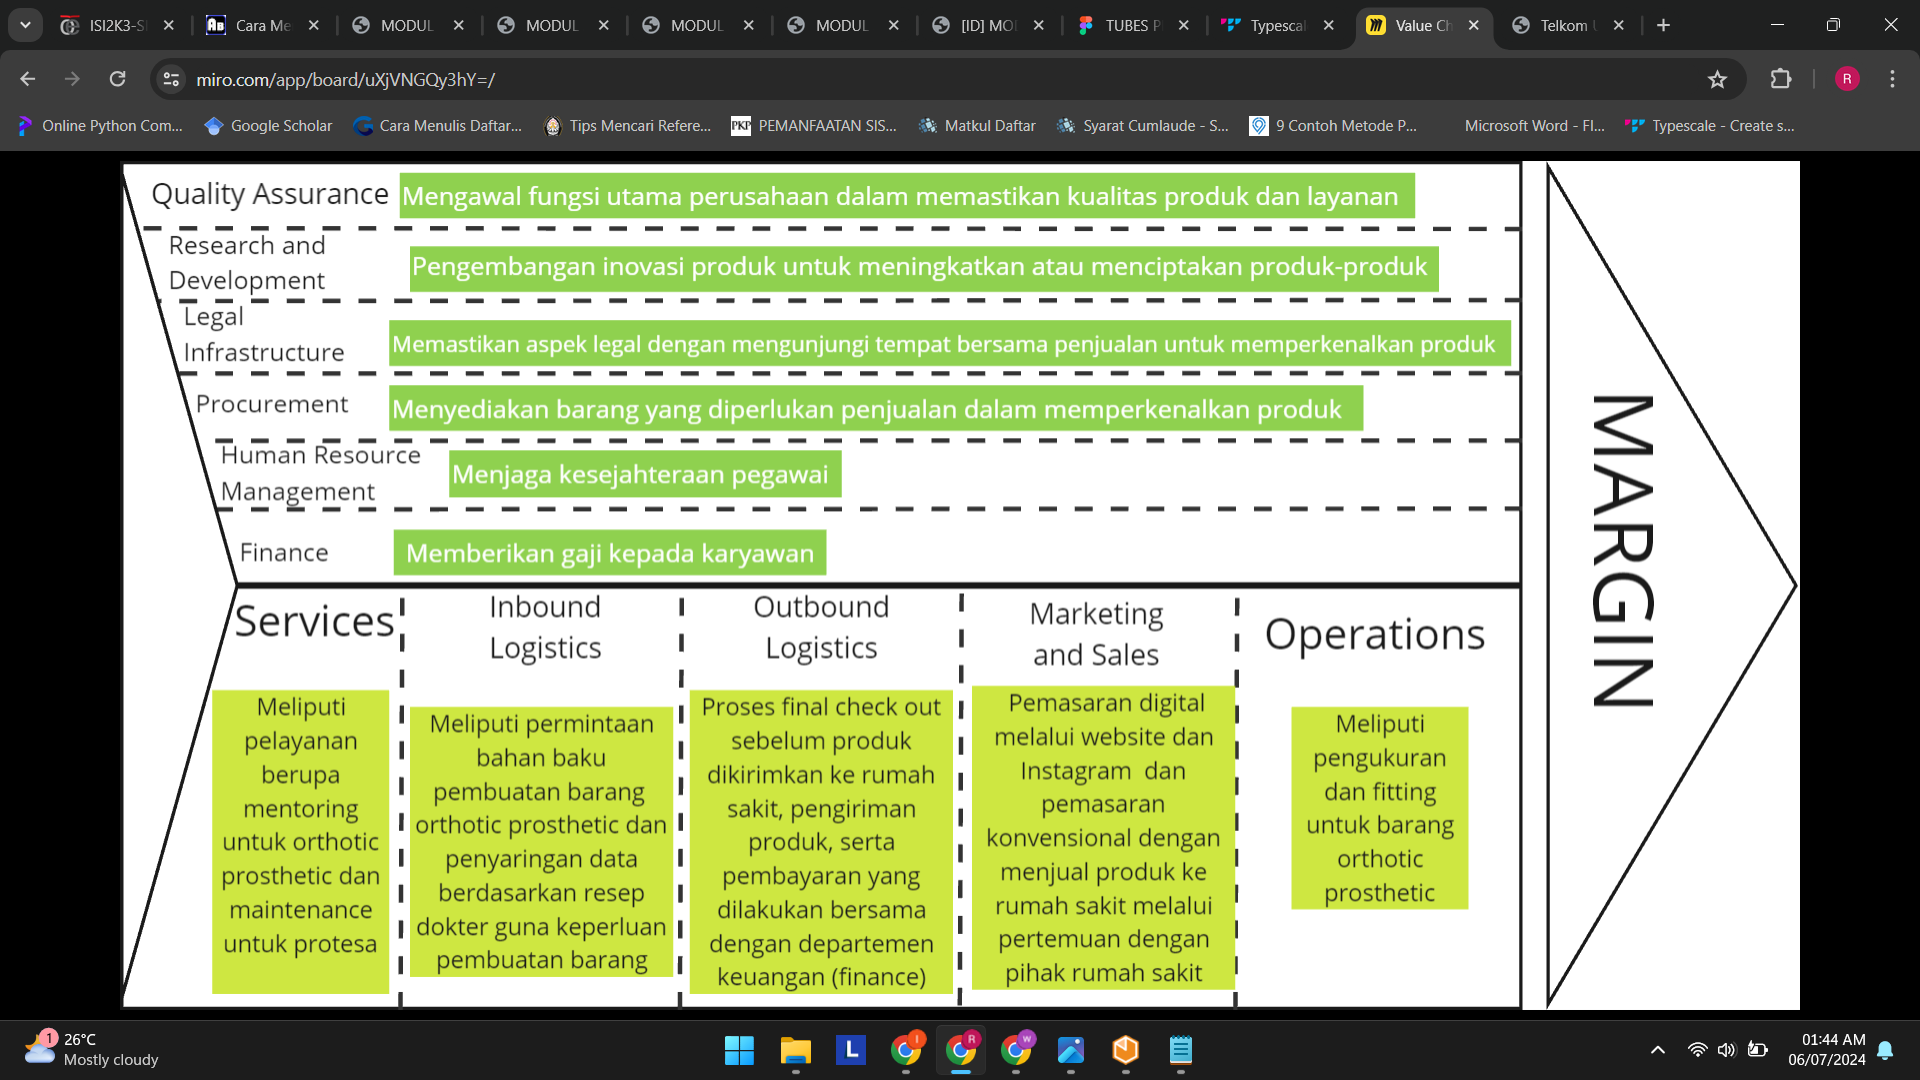 ISI2K3-SI
Cara Me
MODUL
MODUL
MODUL
MODUL
[ID] MO
TUBES P
Typescal
Value Ch
Telkom U
miro.com/app/board/uXjVNGQy3hY=/
R
Online Python Com...
Google Scholar
Cara Menulis Daftar...
Tips Mencari Refere...
PKP
PEMANFAATAN SIS...
Matkul Daftar
Syarat Cumlaude - S...
9 Contoh Metode P...
Microsoft Word - Fl...
Typescale - Create s...
Quality Assurance
Mengawal fungsi utama perusahaan dalam memastikan kualitas produk dan layanan
Research and
Development
Pengembangan inovasi produk untuk meningkatkan atau menciptakan produk-produk
Legal
Infrastructure
Memastikan aspek legal dengan mengunjungi tempat bersama penjualan untuk memperkenalkan produk
Procurement
Menyediakan barang yang diperlukan penjualan dalam memperkenalkan produk
Human Resource
Management
Menjaga kesejahteraan pegawai
Finance
Memberikan gaji kepada karyawan
Services
Meliputi
pelayanan
berupa
mentoring
untuk orthotic
prosthetic dan
maintenance
untuk protesa
Inbound
Logistics
Meliputi permintaan
bahan baku
pembuatan barang
orthotic prosthetic dan
penyaringan data
berdasarkan resep
dokter guna keperluan
pembuatan barang
Outbound
Logistics
Proses final check out
sebelum produk
dikirimkan ke rumah
sakit, pengiriman
produk, serta
pembayaran yang
dilakukan bersama
dengan departemen
keuangan (finance)
Marketing
and Sales
Pemasaran digital
melalui website dan
Instagram dan
pemasaran
konvensional dengan
menjual produk ke
rumah sakit melalui
pertemuan dengan
pihak rumah sakit
Operations
Meliputi
pengukuran
dan fitting
untuk barang
orthotic
prosthetic
MARGIN
1
26°C
Mostly cloudy
L
I
R
W
01:44 AM
06/07/2024